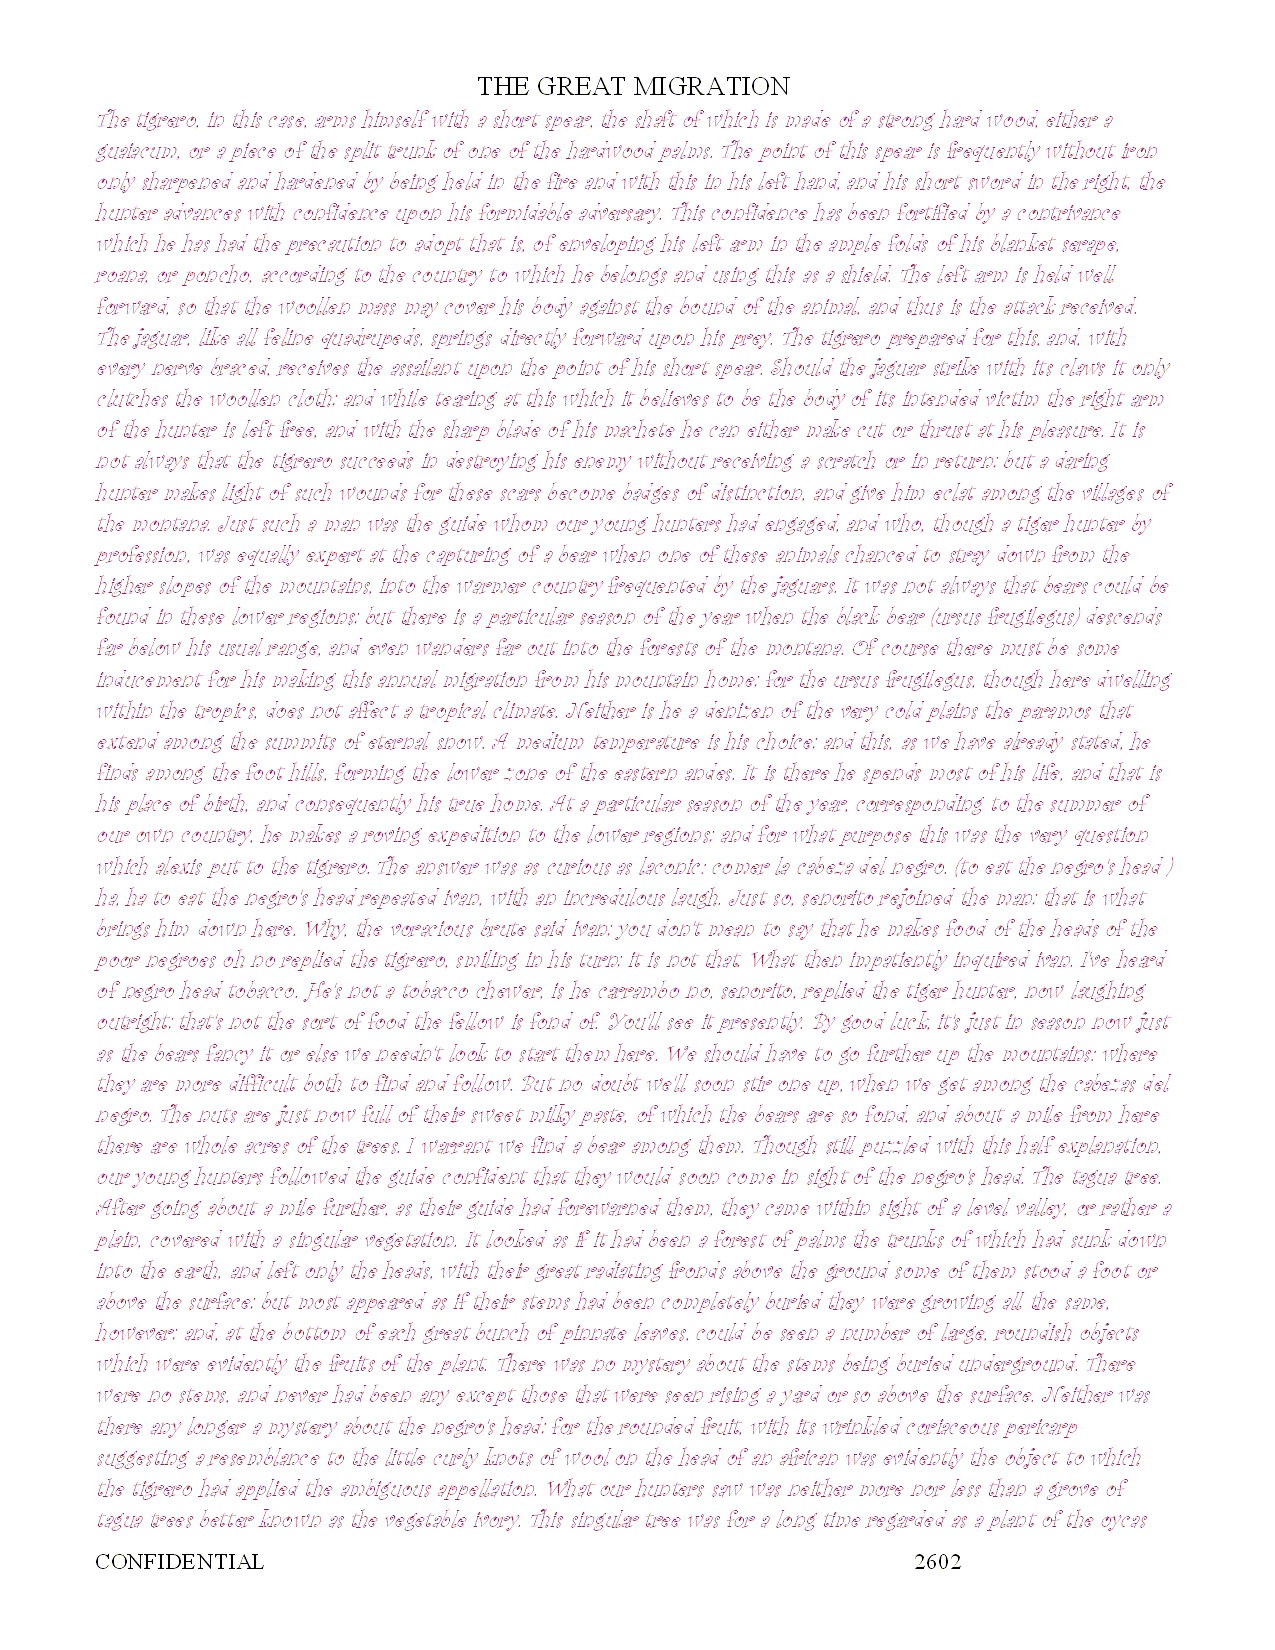 THE GREAT MIGRATION
The tigrero, in this case, arms himself with a short spear, the shaft of which is made of a strong hard wood, either a
guaiacum, or a piece of the split trunk of one of the hardwood palms. The point of this spear is frequently without iron
only sharpened and hardened by being held in the fire and with this in his left hand, and his short sword in the right, the
hunter advances with confidence upon his formidable adversary. This confidence has been fortified by a contrivance
which he has had the precaution to adopt that is, of enveloping his left arm in the ample folds of his blanket serape,
roana, or poncho, according to the country to which he belongs and using this as a shield. The left arm is held well
forward, so that the woollen mass may cover his body against the bound of the animal, and thus is the attack received.
The jaguar, like all feline quadrupeds, springs directly forward upon his prey. The tigrero prepared for this, and, with
every nerve braced, receives the assailant upon the point of his short spear. Should the jaguar strike with its claws it only
clutches the woollen cloth; and while tearing at this which it believes to be the body of its intended victim the right arm
of the hunter is left free, and with the sharp blade of his machete he can either make cut or thrust at his pleasure. It is
not always that the tigrero succeeds in destroying his enemy without receiving a scratch or in return; but a daring
hunter makes light of such wounds for these scars become badges of distinction, and give him eclat among the villages of
the montana. Just such a man was the guide whom our young hunters had engaged, and who, though a tiger hunter by
profession, was equally expert at the capturing of a bear when one of these animals chanced to stray down from the
higher slopes of the mountains, into the warmer country frequented by the jaguars. It was not always that bears could be
found in these lower regions; but there is a particular season of the year when the black bear (ursus frugilegus) descends
far below his usual range, and even wanders far out into the forests of the montana. Of course there must be some
inducement for his making this annual migration from his mountain home; for the ursus frugilegus, though here dwelling
within the tropics, does not affect a tropical climate. Neither is he a denizen of the very cold plains the paramos that
extend among the summits of eternal snow. A medium temperature is his choice; and this, as we have already stated, he
finds among the foot hills, forming the lower zone of the eastern andes. It is there he spends most of his life, and that is
his place of birth, and consequently his true home. At a particular season of the year, corresponding to the summer of
our own country, he makes a roving expedition to the lower regions; and for what purpose this was the very question
which alexis put to the tigrero. The answer was as curious as laconic: comer la cabeza del negro. (to eat the negro's head )
ha, ha to eat the negro's head repeated ivan, with an incredulous laugh. Just so, senorito rejoined the man; that is what
brings him down here. Why, the voracious brute said ivan; you don't mean to say that he makes food of the heads of the
poor negroes oh no replied the tigrero, smiling in his turn; it is not that. What then impatiently inquired ivan. I've heard
of negro head tobacco. He's not a tobacco chewer, is he carrambo no, senorito, replied the tiger hunter, now laughing
outright; that's not the sort of food the fellow is fond of. You'll see it presently. By good luck, it's just in season now just
as the bears fancy it or else we needn't look to start them here. We should have to go further up the mountains: where
they are more difficult both to find and follow. But no doubt we'll soon stir one up, when we get among the cabezas del
negro. The nuts are just now full of their sweet milky paste, of which the bears are so fond, and about a mile from here
there are whole acres of the trees, I warrant we find a bear among them. Though still puzzled with this half explanation,
our young hunters followed the guide confident that they would soon come in sight of the negro's head. The tagua tree.
After going about a mile further, as their guide had forewarned them, they came within sight of a level valley, or rather a
plain, covered with a singular vegetation. It looked as if it had been a forest of palms the trunks of which had sunk down
into the earth, and left only the heads, with their great radiating fronds above the ground some of them stood a foot or
above the surface; but most appeared as if their stems had been completely buried they were growing all the same,
however; and, at the bottom of each great bunch of pinnate leaves, could be seen a number of large, roundish objects
which were evidently the fruits of the plant. There was no mystery about the stems being buried underground. There
were no stems, and never had been any except those that were seen rising a yard or so above the surface. Neither was
there any longer a mystery about the negro's head; for the rounded fruit, with its wrinkled coriaceous pericarp
suggesting a resemblance to the little curly knots of wool on the head of an african was evidently the object to which
the tigrero had applied the ambiguous appellation. What our hunters saw was neither more nor less than a grove of
tagua trees better known as the vegetable ivory. This singular tree was for a long time regarded as a plant of the cycas
CONFIDENTIAL 2602